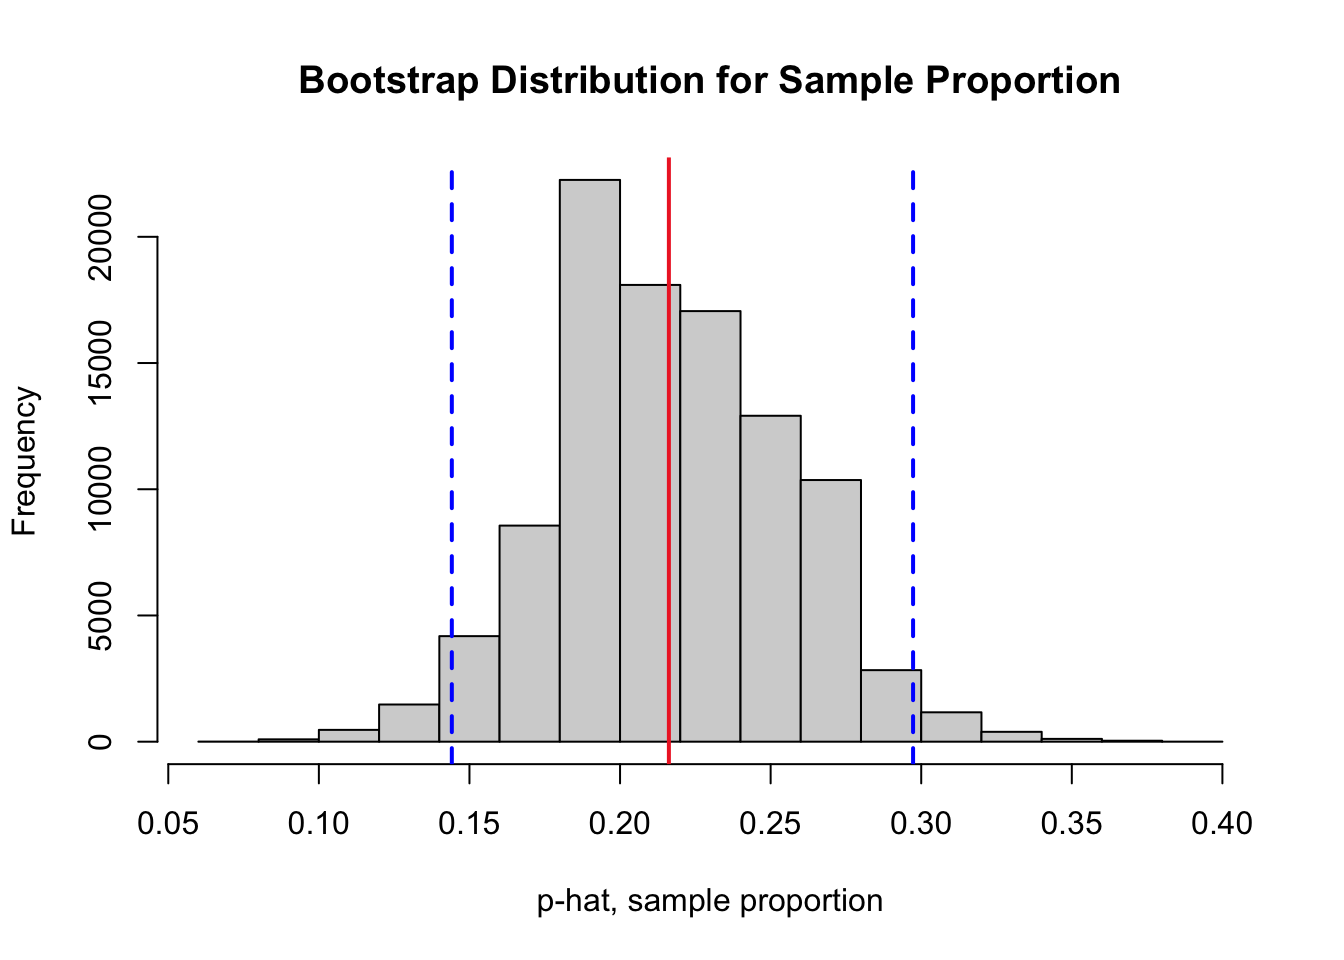 Bootstrap Distribution for Sample Proportion
Frequency
20000
15000
10000
5000
0
0.05 0.10 0.15 0.20 0.25 0.30 0.35 0.40
p-hat, sample proportion